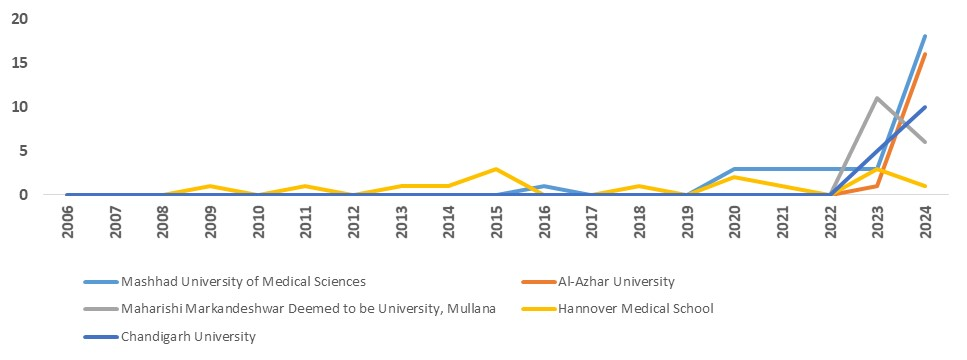 20
15
10
5
0
2006 2007 2008 2009 2010 2011 2012 2013 2014 2015 2016 2017 2018 2019 2020 2021 2022 2023 2024
Mashhad University of Medical Sciences Al-Azhar University
Maharishi Markandeshwar Deemed to be University, Mullana Hannover Medical School
Chandigarh University